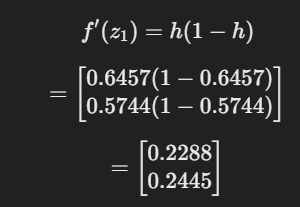 f′(z₁) = h(1 − h)
= [0.6457(1 − 0.6457)]
[0.5744(1 − 0.5744)]
= [0.2288]
[0.2445]